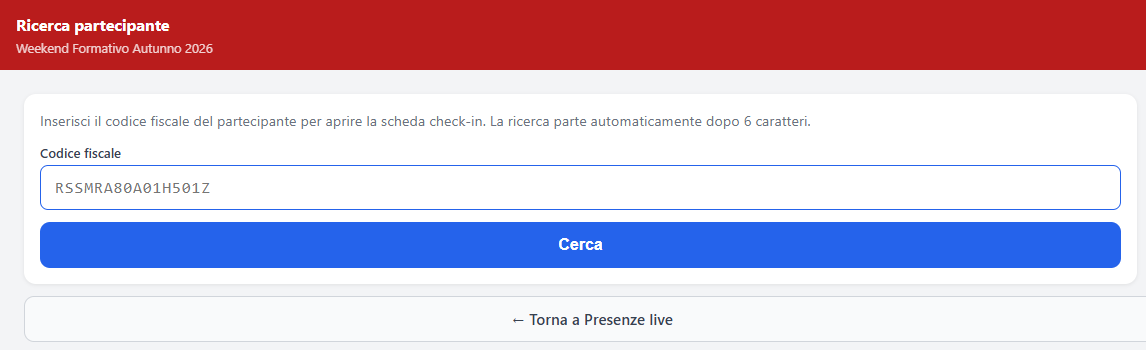 Ricerca partecipante
Weekend Formativo Autunno 2026
Inserisci il codice fiscale del partecipante per aprire la scheda check-in. La ricerca parte automaticamente dopo 6 caratteri.
Codice fiscale
RSSMRA80A01H501Z
Cerca
← Torna a Presenze live